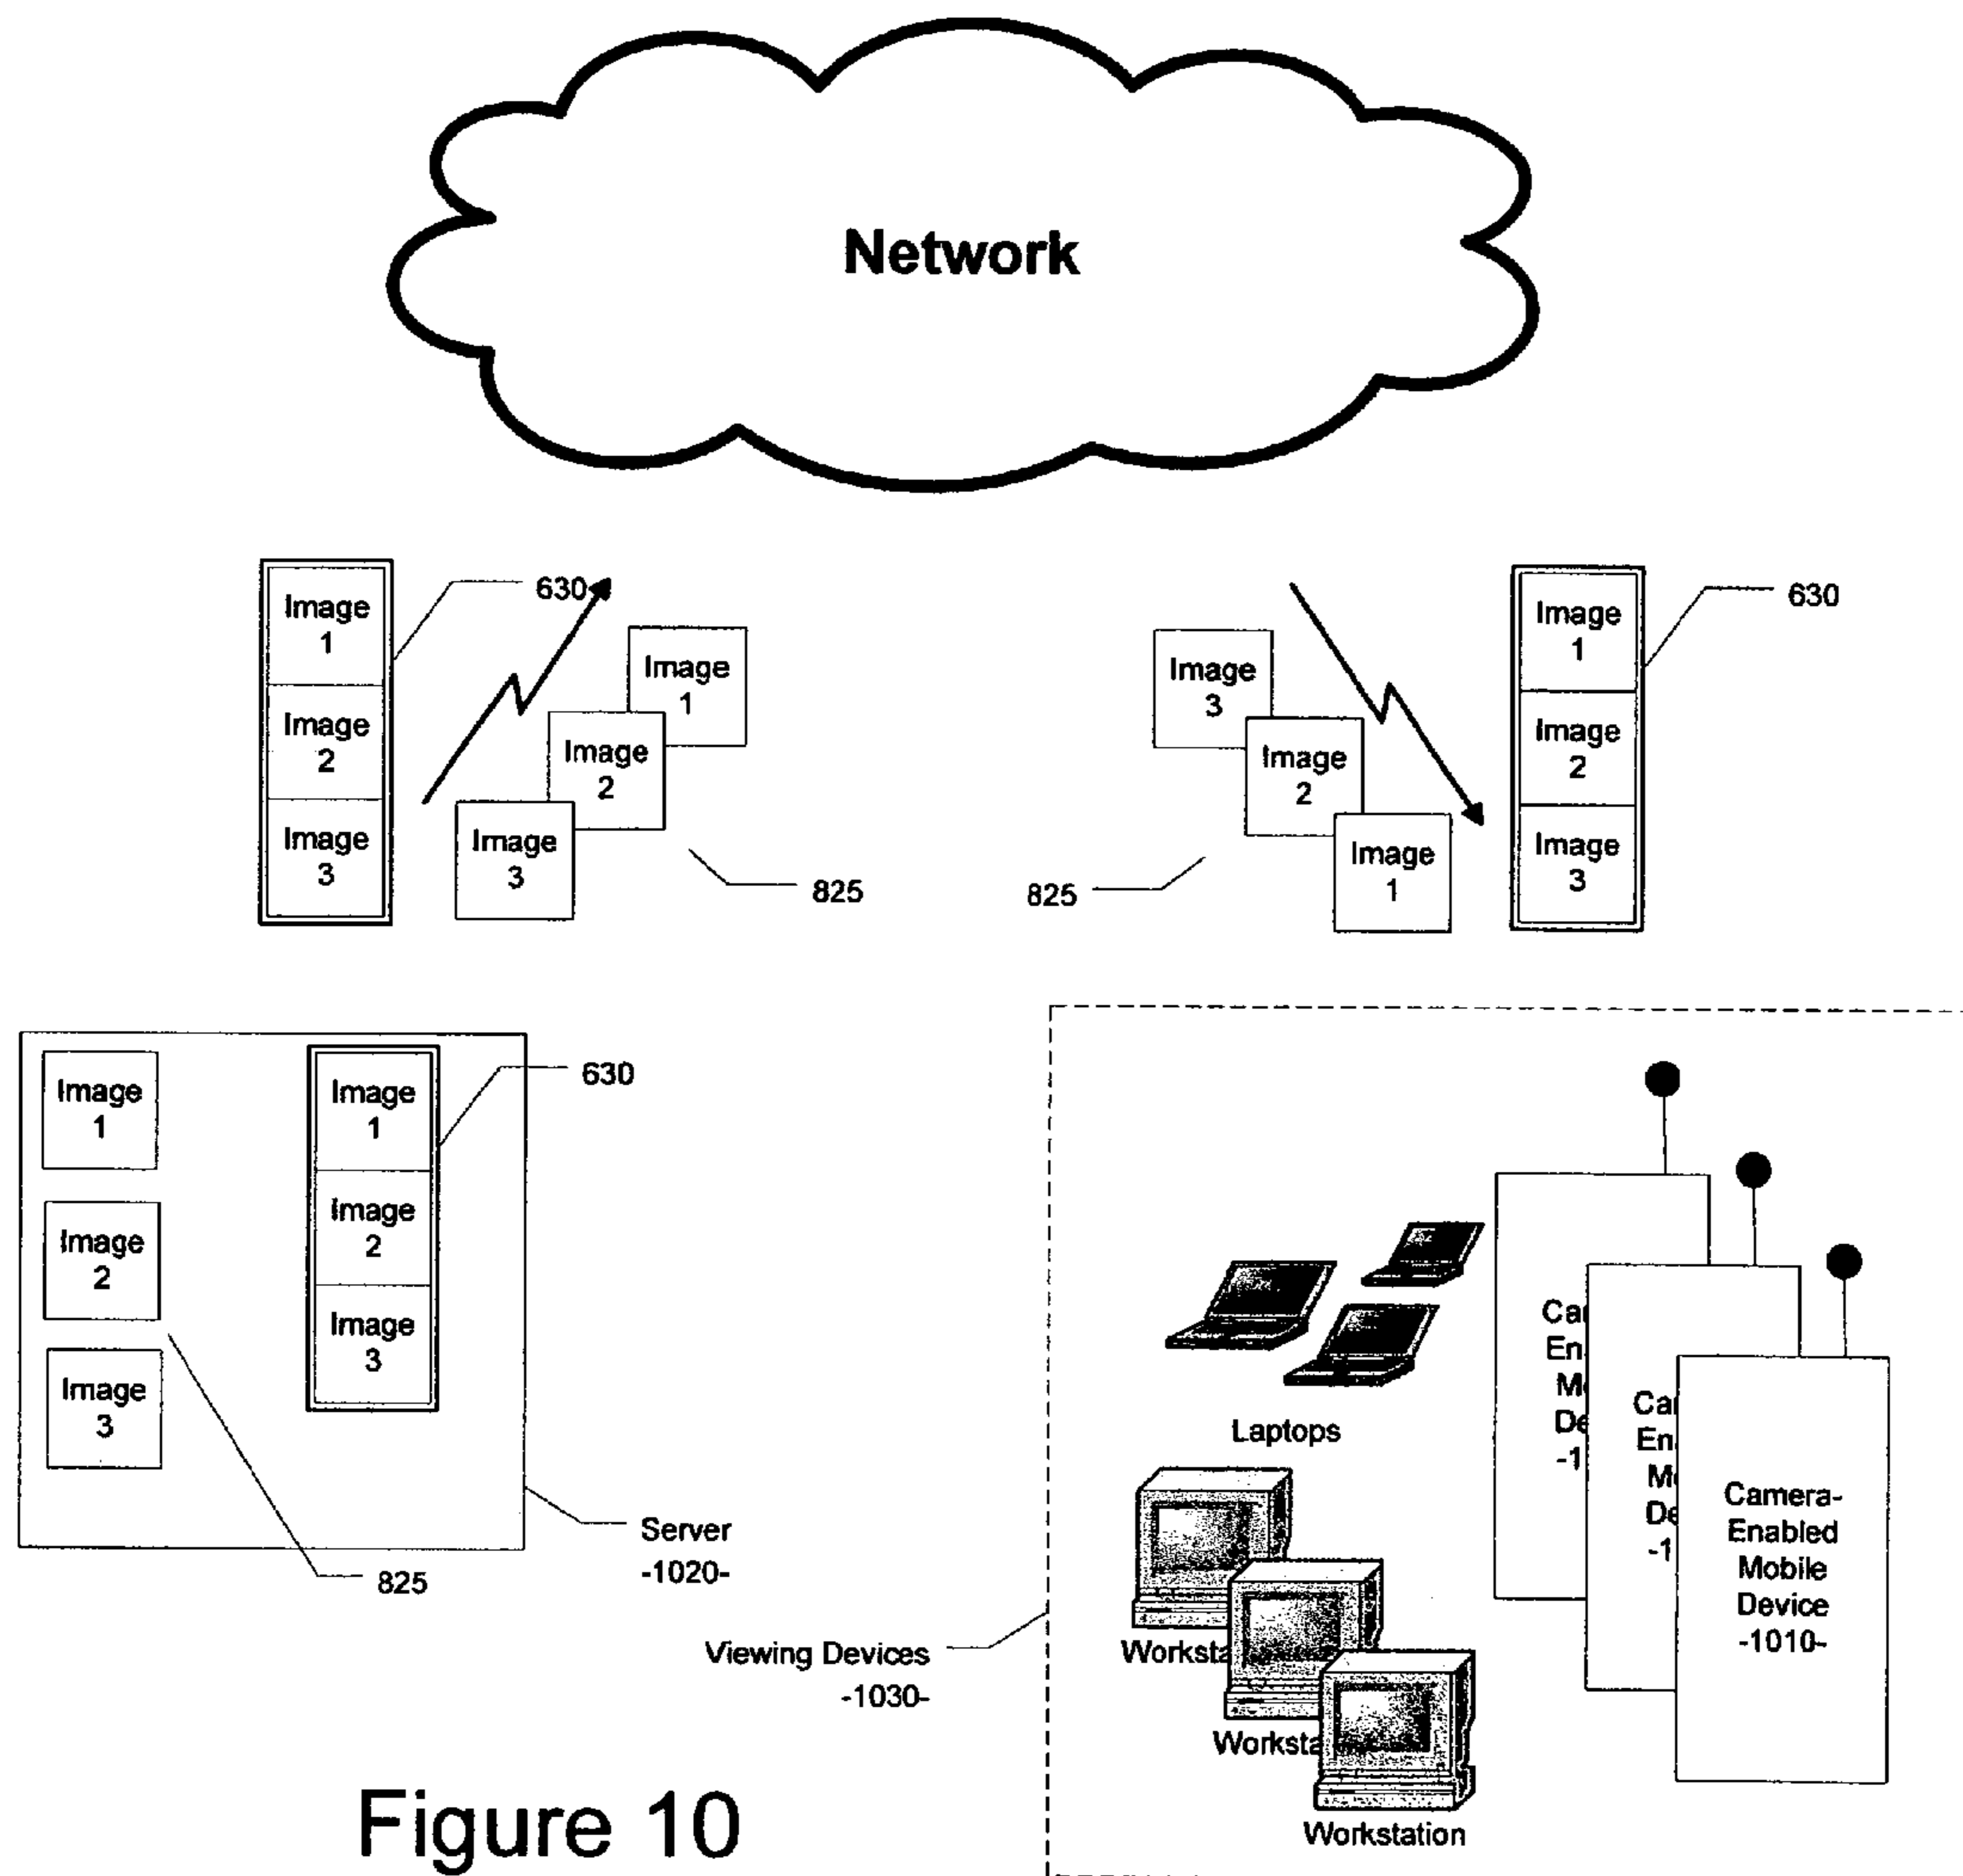 Network
Image
1
Image
2
Image
3
630
Image
1
Image
2
Image
3
825
Image
3
Image
2
Image
1
825
Image
1
Image
2
Image
3
630
Image
1
Image
2
Image
3
825
Image
1
Image
2
Image
3
630
Server
-1020-
Viewing Devices
-1030-
Laptops
Workstation
Camera-
Enabled
Mobile
Device
-1010-
Figure 10